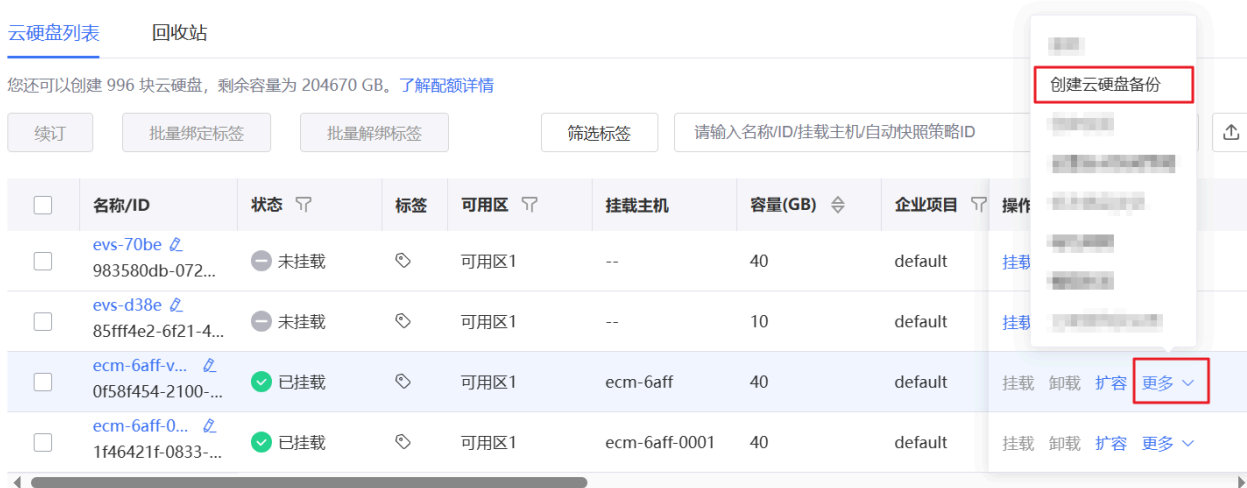 云硬盘列表 回收站
您还可以创建 996 块云硬盘，剩余容量为 204670 GB。了解配额详情
创建云硬盘备份
续订 批量绑定标签 批量解绑标签 筛选标签 请输入名称/ID/挂载主机/自动快照策略ID
名称/ID 状态 标签 可用区 挂载主机 容量(GB) 企业项目 操作
evs-70be
983580db-072... 未挂载 可用区1 -- 40 default 挂载
evs-d38e
85fff4e2-6f21-4... 未挂载 可用区1 -- 10 default 挂载
ecm-6aff-v...
0f58f454-2100-... 已挂载 可用区1 ecm-6aff 40 default 挂载 卸载 扩容 更多
ecm-6aff-0...
1f46421f-0833-... 已挂载 可用区1 ecm-6aff-0001 40 default 挂载 卸载 扩容 更多